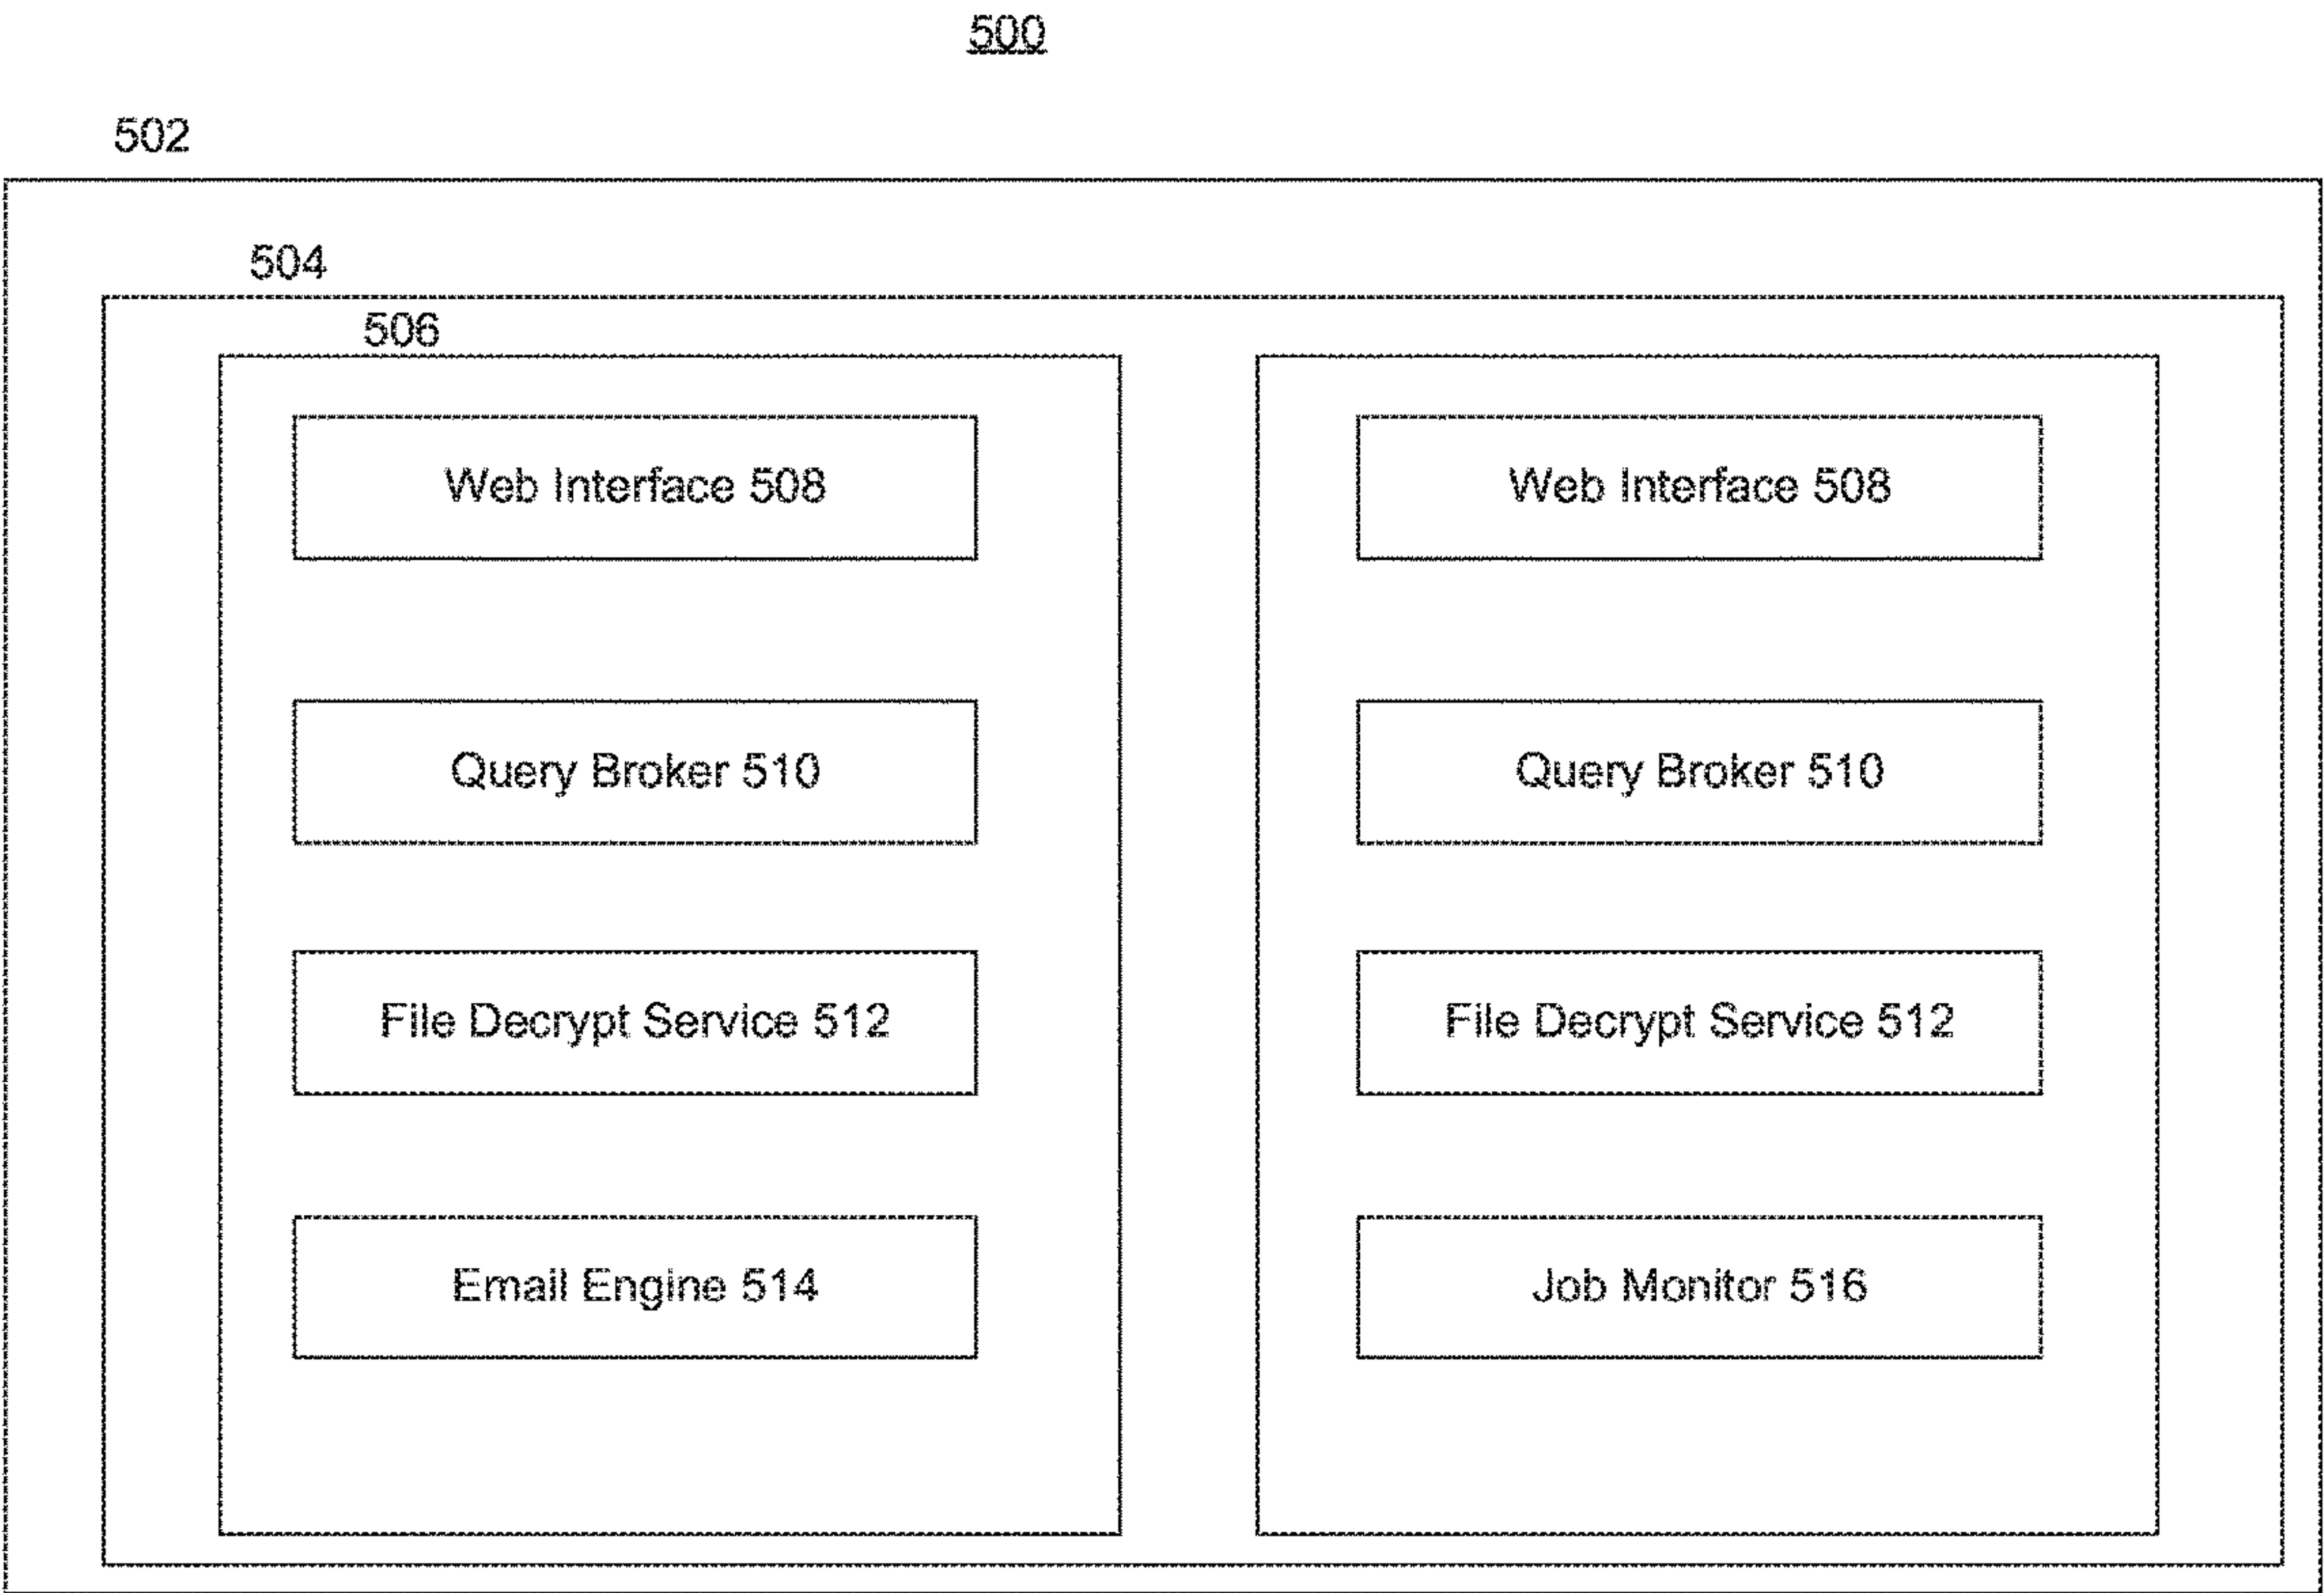 500
502
504
506
Web Interface 508
Query Broker 510
File Decrypt Service 512
Email Engine 514
Web Interface 508
Query Broker 510
File Decrypt Service 512
Job Monitor 516